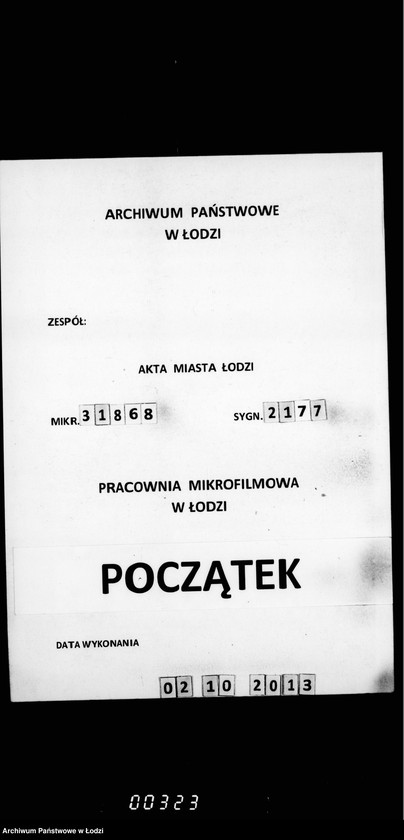 ARCHIWUM PAŃSTWOWE
W ŁODZI
ZESPÓŁ:
AKTA MIASTA ŁODZI
MIKR. 31868 SYGN. 2177
PRACOWNIA MIKROFILMOWA
W ŁODZI
POCZĄTEK
DATA WYKONANIA
02 10 2013
00323
Archiwum Państwowe w Łodzi